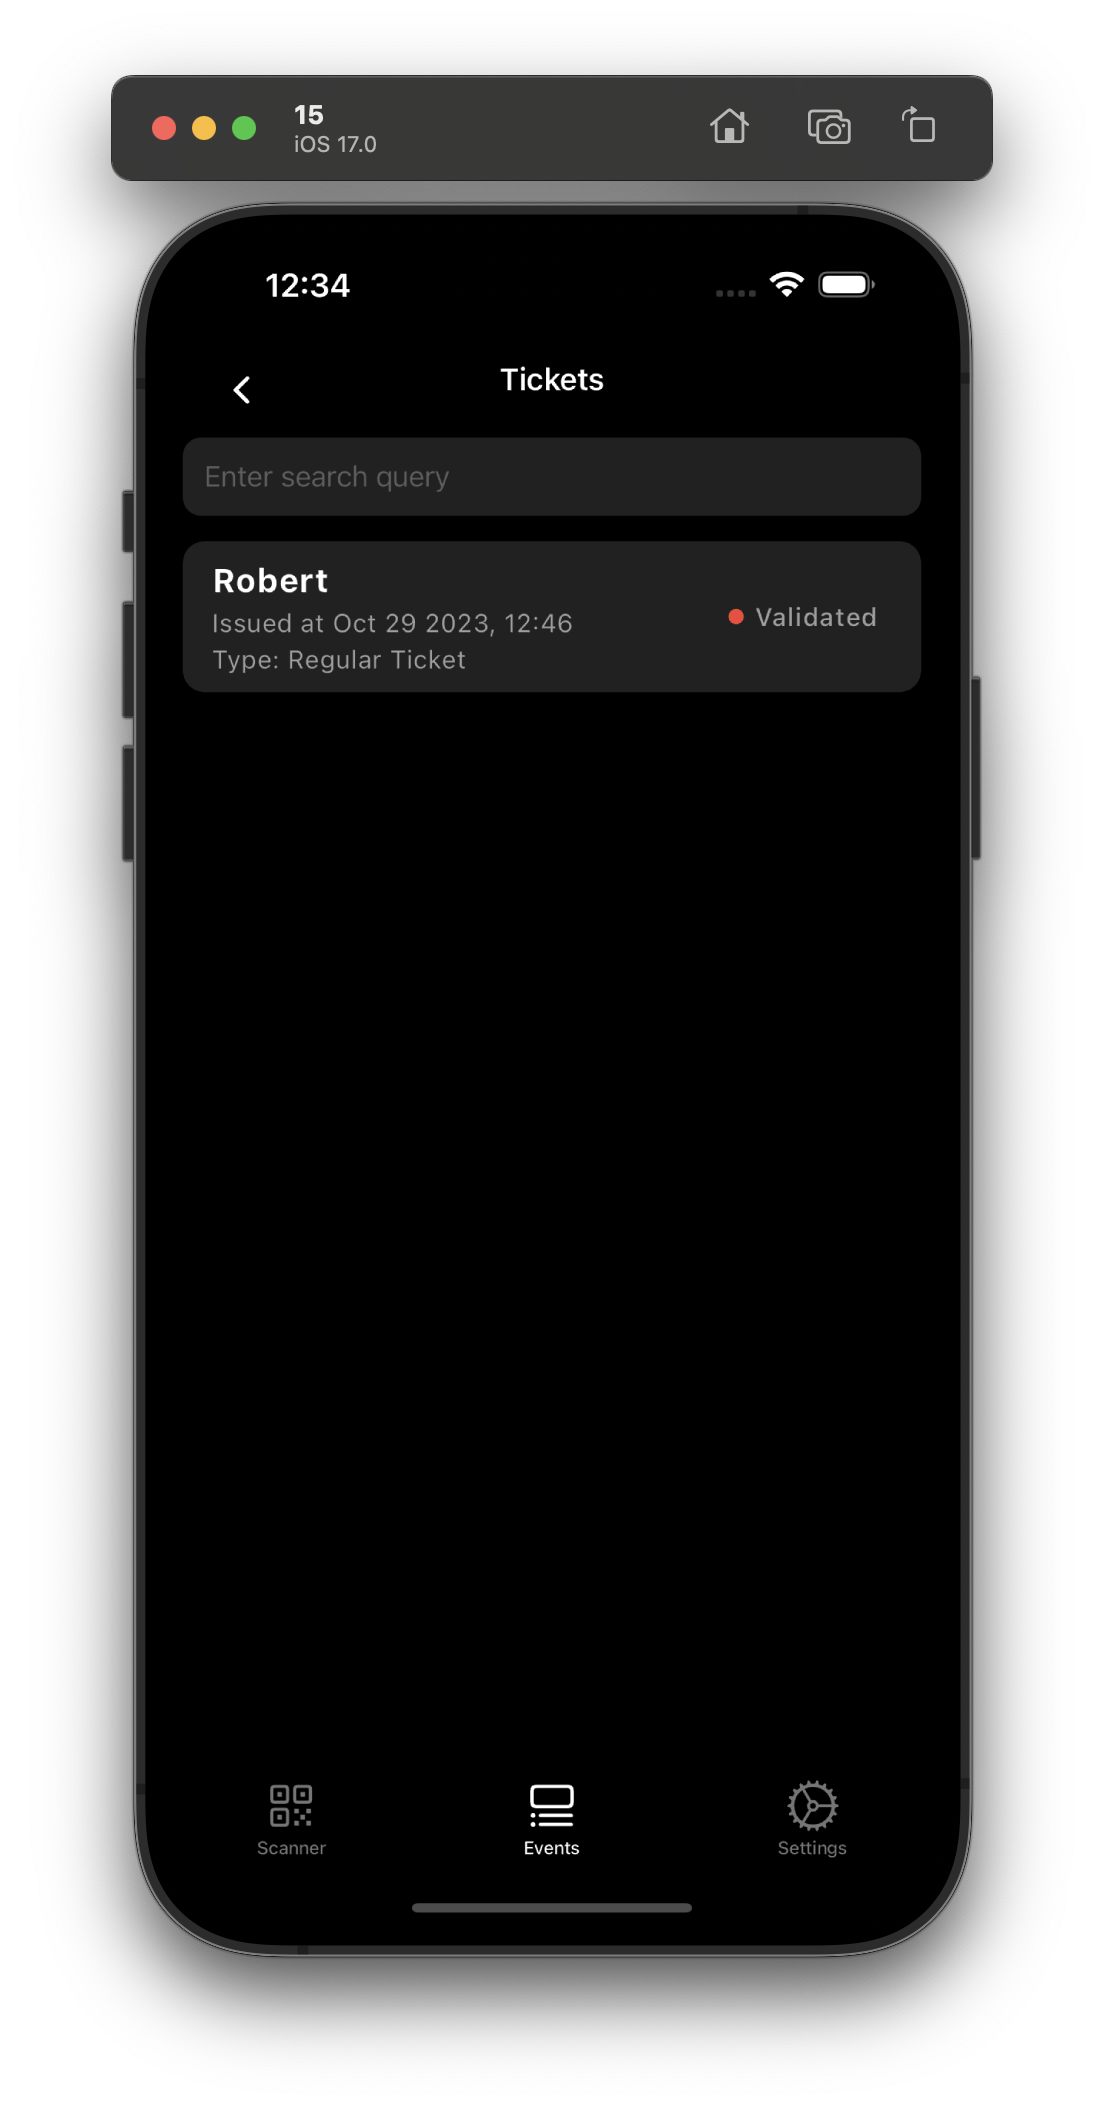 15
iOS 17.0
12:34
Tickets
Enter search query
Robert
Issued at Oct 29 2023, 12:46
Validated
Type: Regular Ticket
Scanner
Events
Settings